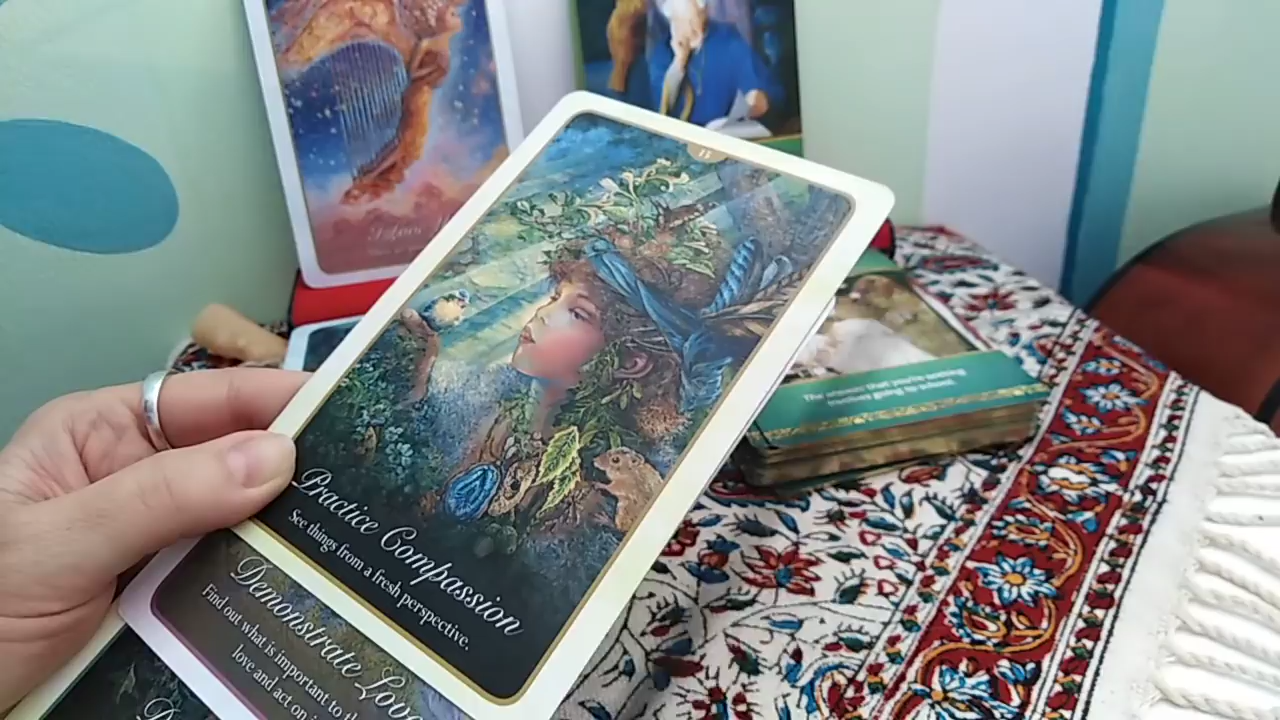 Practice Compassion
See things from a fresh perspective.
Demonstrate Love
Find out what is important to
love and act on
The answer that you're seeking
involves going to school.